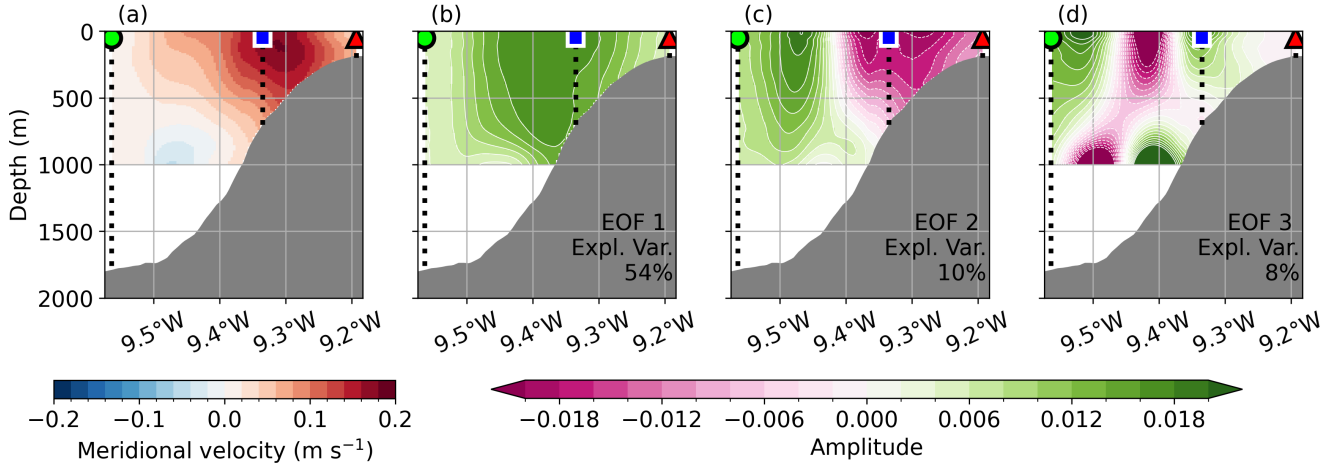 (a) (b) (c) (d)
0
500
1000
1500
2000
Depth (m)
EOF 1
Expl. Var.
54%
EOF 2
Expl. Var.
10%
EOF 3
Expl. Var.
8%
9.5°W 9.4°W 9.3°W 9.2°W 9.5°W 9.4°W 9.3°W 9.2°W 9.5°W 9.4°W 9.3°W 9.2°W 9.5°W 9.4°W 9.3°W 9.2°W
−0.2 −0.1 0.0 0.1 0.2
Meridional velocity (m s⁻¹)
−0.018 −0.012 −0.006 0.000 0.006 0.012 0.018
Amplitude